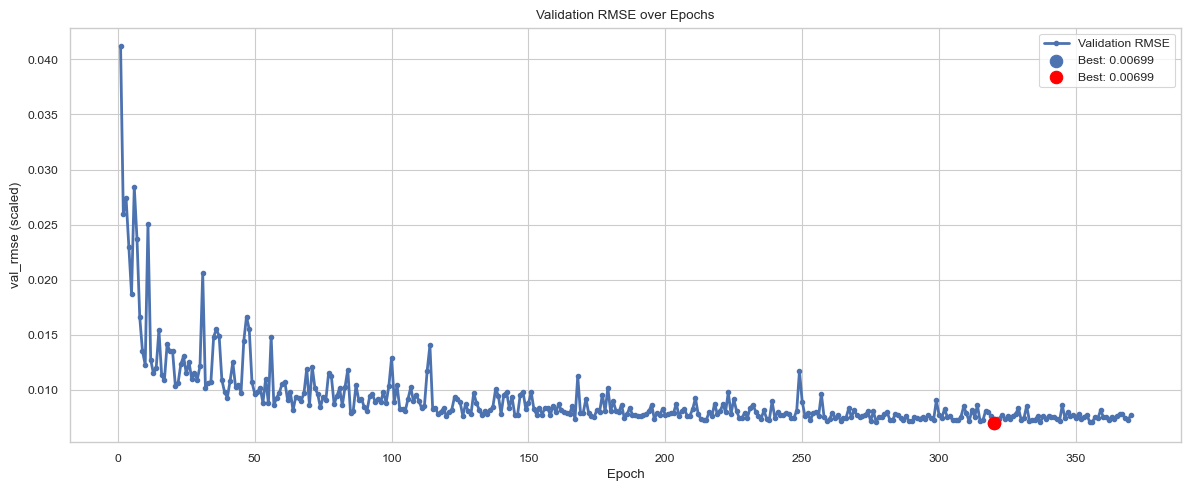 Validation RMSE over Epochs
Validation RMSE
Best: 0.00699
Best: 0.00699
val_rmse (scaled)
0.040
0.035
0.030
0.025
0.020
0.015
0.010
0 50 100 150 200 250 300 350
Epoch